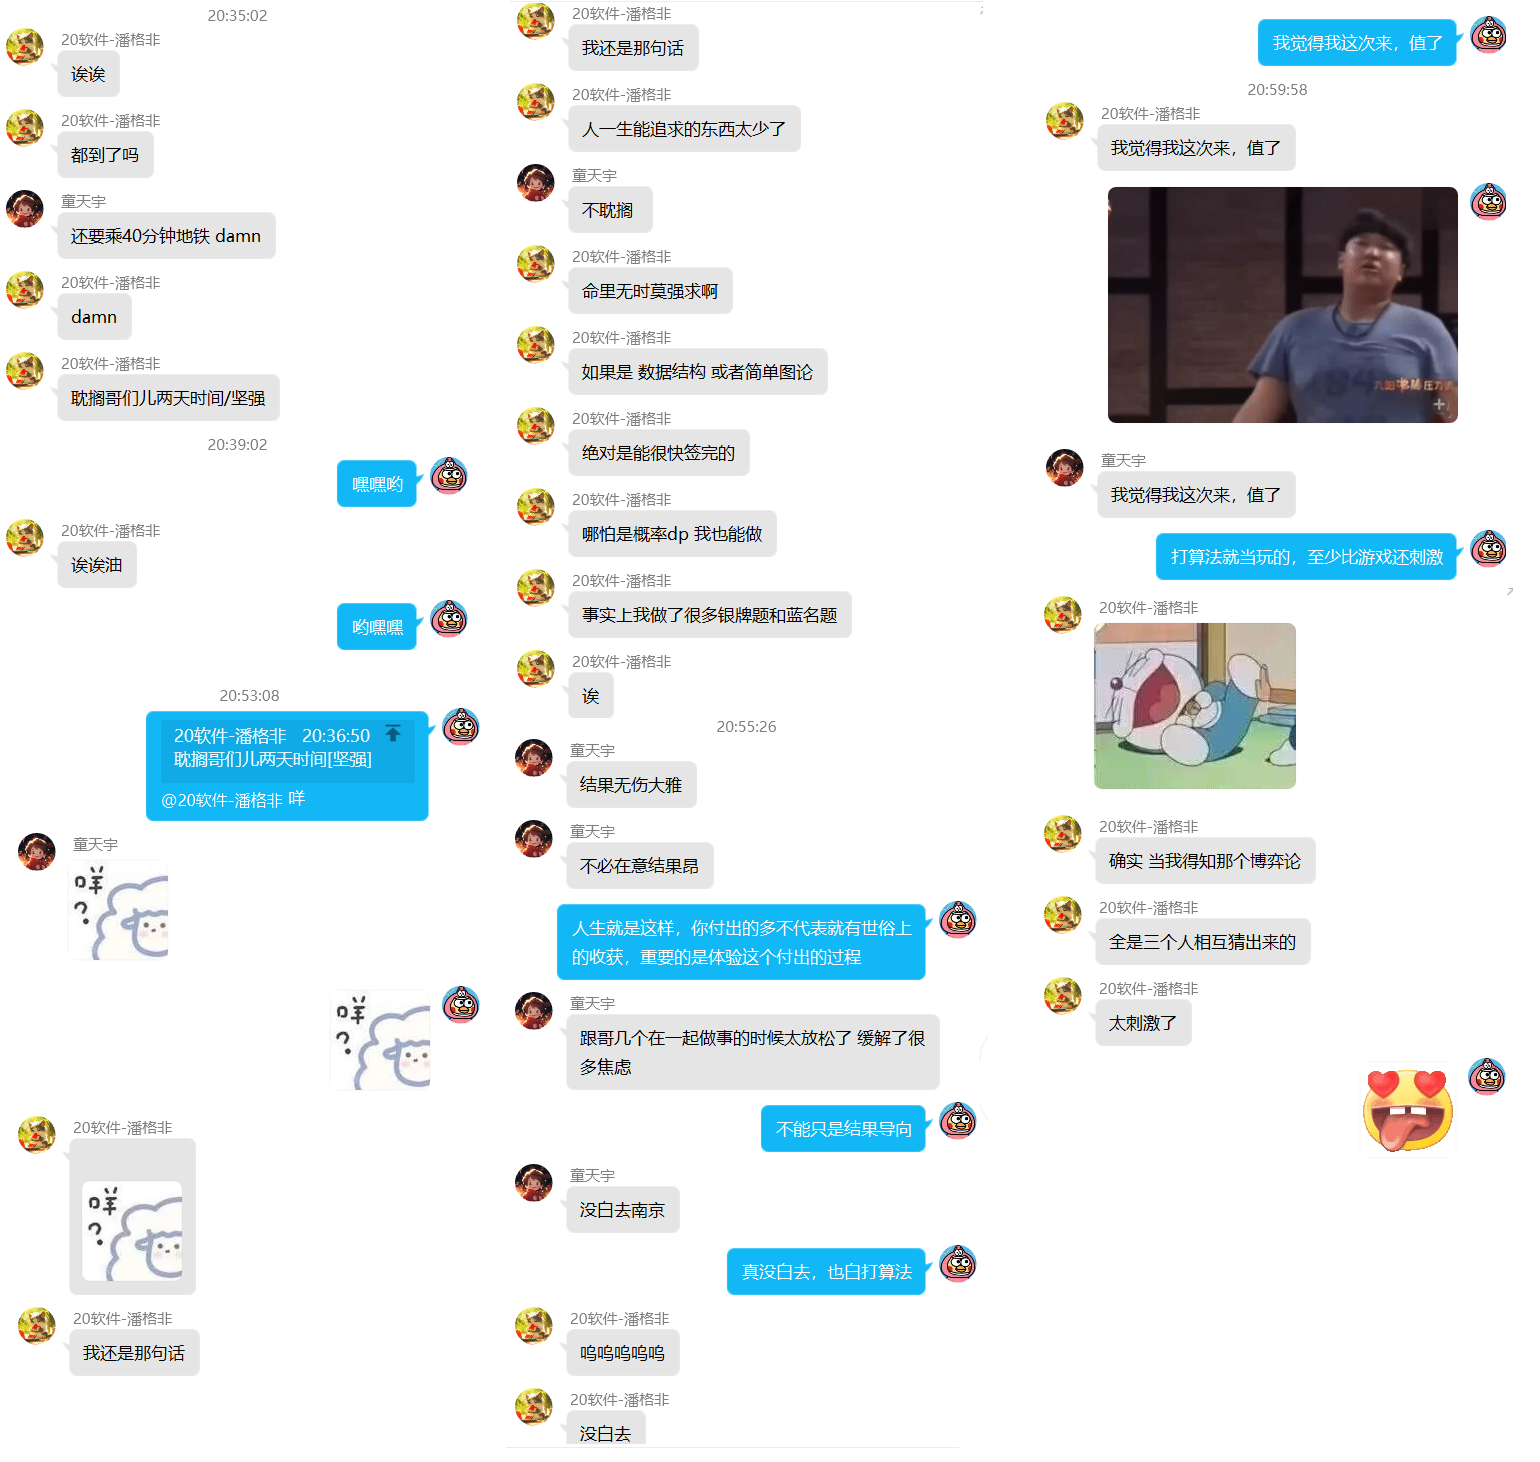 20:35:02
20软件-潘格非
诶诶
20软件-潘格非
都到了吗
童天宇
还要乘40分钟地铁 damn
20软件-潘格非
damn
20软件-潘格非
耽搁哥们儿两天时间/坚强
20:39:02
嘿嘿哟
20软件-潘格非
诶诶油
哟嘿嘿
20:53:08
20软件-潘格非 20:36:50
耽搁哥们儿两天时间[坚强]
@20软件-潘格非 咩
童天宇
咩
?
咩
?
20软件-潘格非
咩
?
20软件-潘格非
我还是那句话
20软件-潘格非
我还是那句话
20软件-潘格非
人一生能追求的东西太少了
童天宇
不耽搁
20软件-潘格非
命里无时莫强求啊
20软件-潘格非
如果是 数据结构 或者简单图论
20软件-潘格非
绝对是能很快签完的
20软件-潘格非
哪怕是概率dp 我也能做
20软件-潘格非
事实上我做了很多银牌题和蓝名题
20软件-潘格非
诶
20:55:26
童天宇
结果无伤大雅
童天宇
不必在意结果昂
人生就是这样，你付出的多不代表就有世俗上
的收获，重要的是体验这个付出的过程
童天宇
跟哥几个在一起做事的时候太放松了 缓解了很
多焦虑
不能只是结果导向
童天宇
没白去南京
真没白去，也白打算法
20软件-潘格非
呜呜呜呜呜
20软件-潘格非
没白去
我觉得我这次来，值了
20:59:58
20软件-潘格非
我觉得我这次来，值了
童天宇
我觉得我这次来，值了
打算法就当玩的，至少比游戏还刺激
20软件-潘格非
20软件-潘格非
确实 当我得知那个博弈论
20软件-潘格非
全是三个人相互猜出来的
20软件-潘格非
太刺激了